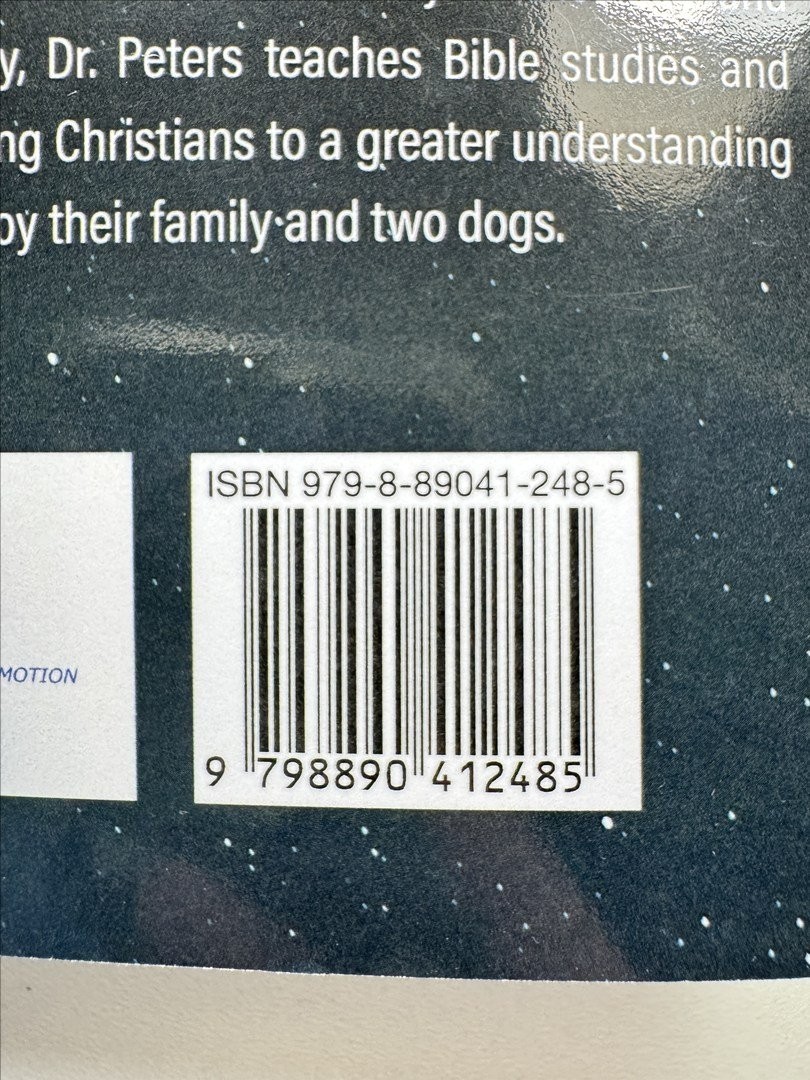 y, Dr. Peters teaches Bible studies and
ng Christians to a greater understanding
by their family and two dogs.
ISBN 979-8-89041-248-5
MOTION
9 798890 412485